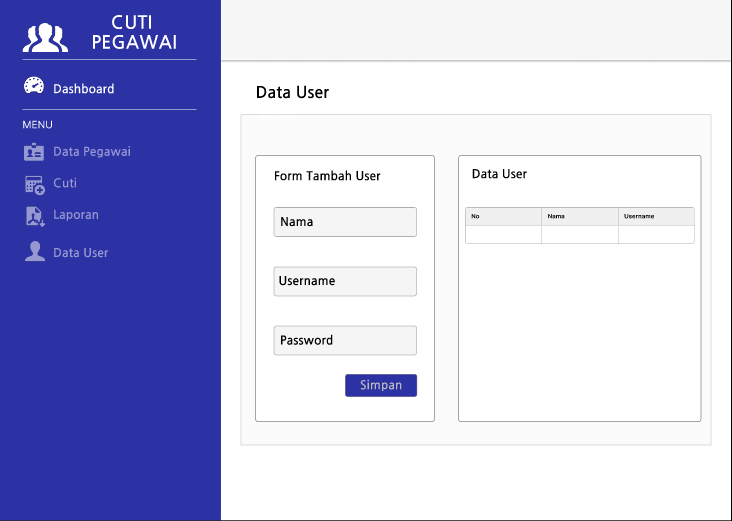 CUTI
PEGAWAI
Dashboard
MENU
Data Pegawai
Cuti
Laporan
Data User
Data User
Form Tambah User
Nama
Username
Password
Simpan
Data User
No Nama Username